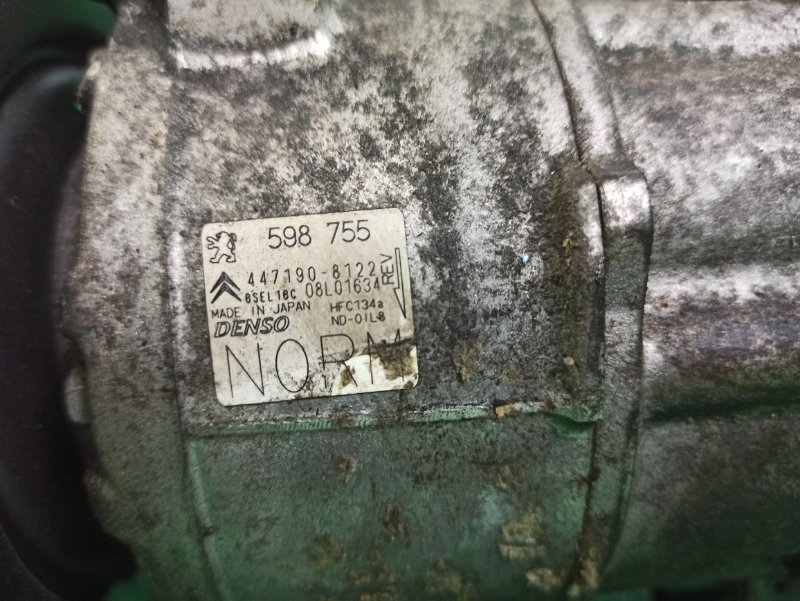 598 755
447190-8122
6SEL16C 08L01634
REV
MADE IN JAPAN HFC134a
DENSO ND-OIL8
NORM